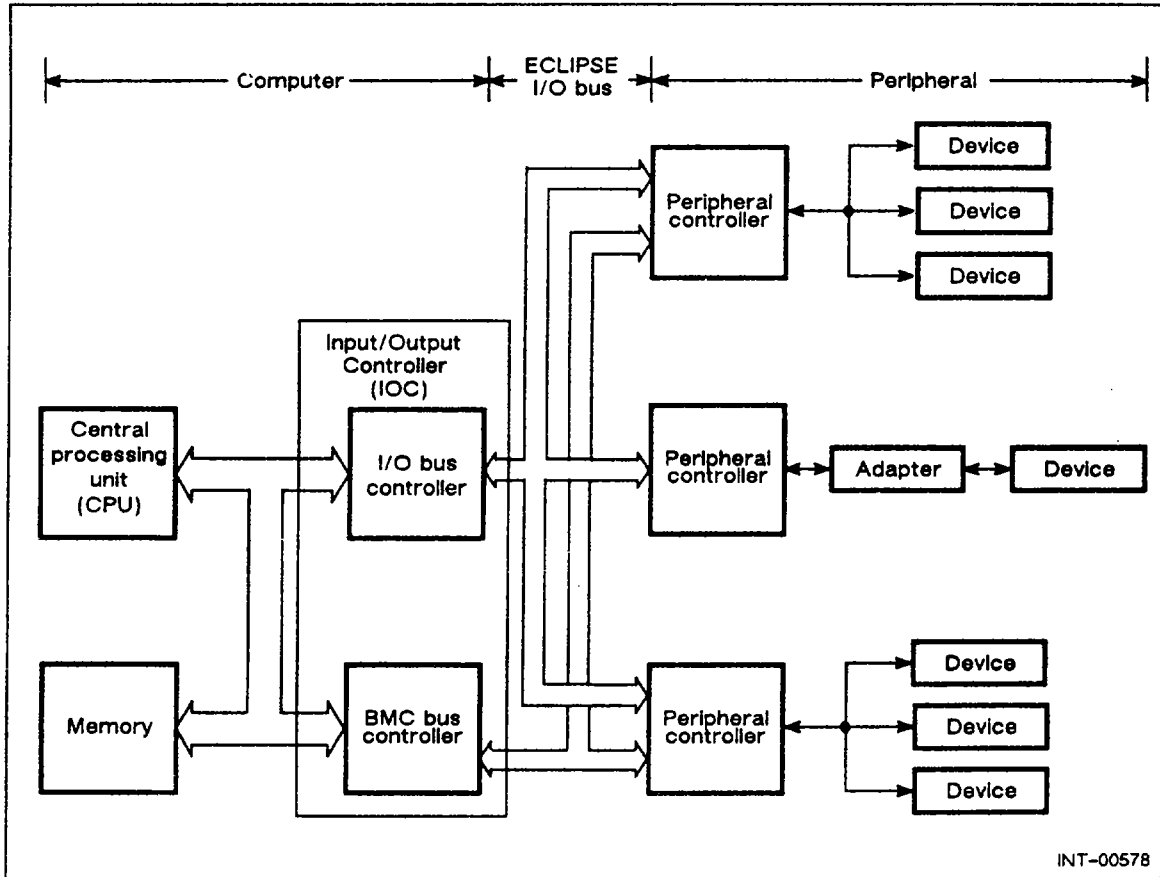 Computer
ECLIPSE
I/O bus
Peripheral
Peripheral
controller
Device
Device
Device
Input/Output
Controller
(IOC)
Central
processing
unit
(CPU)
I/O bus
controller
Peripheral
controller
Adapter
Device
Memory
BMC bus
controller
Peripheral
controller
Device
Device
Device
INT-00578